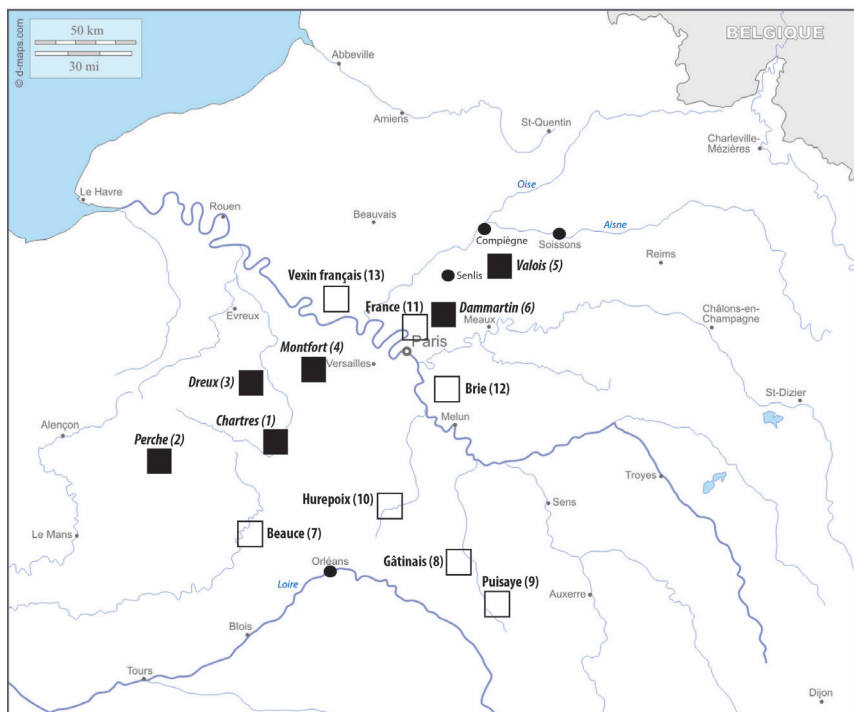 50 km
30 mi
© d-maps.com
BELGIQUE
Abbeville
Amiens
St-Quentin
Charleville-
Mézières
Le Havre
Rouen
Beauvais
Oise
Aisne
Compiègne
Soissons
Reims
Senlis
Valois (5)
Vexin français (13)
France (11)
Dammartin (6)
Meaux
Châlons-en-
Champagne
Evreux
Paris
Montfort (4)
Versailles
Dreux (3)
Brie (12)
St-Dizier
Chartres (1)
Melun
Alençon
Perche (2)
Troyes
Hurepoix (10)
Sens
Le Mans
Beauce (7)
Orléans
Gâtinais (8)
Loire
Puisaye (9)
Auxerre
Blois
Tours
Dijon